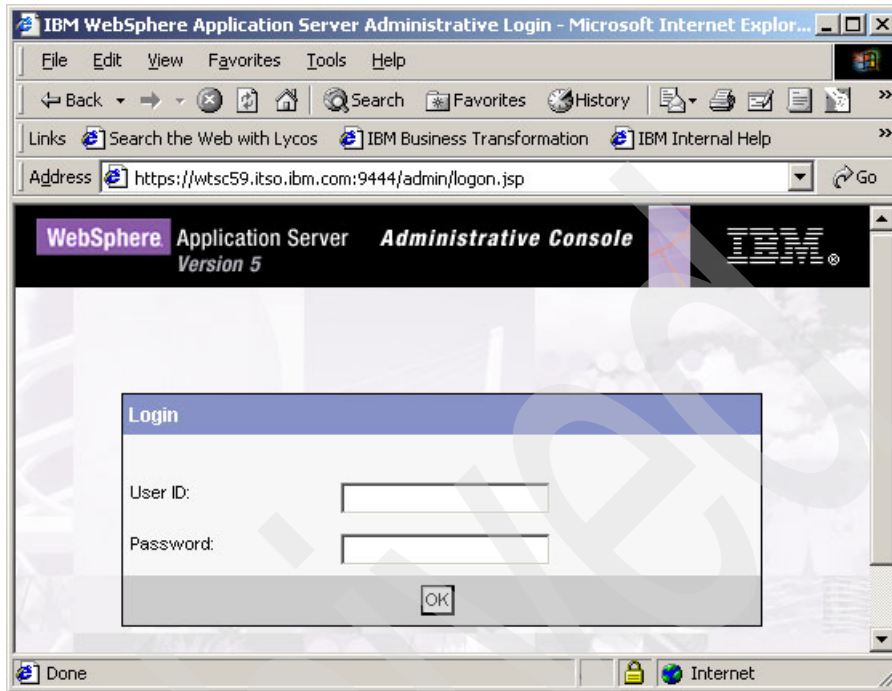 IBM WebSphere Application Server Administrative Login - Microsoft Internet Explor...
File Edit View Favorites Tools Help
Back Search Favorites History »
Links Search the Web with Lycos IBM Business Transformation IBM Internal Help »
Address https://wtsc59.itso.ibm.com:9444/admin/logon.jsp Go
WebSphere Application Server Administrative Console IBM®
Version 5
Login
User ID:
Password:
OK
Done Internet